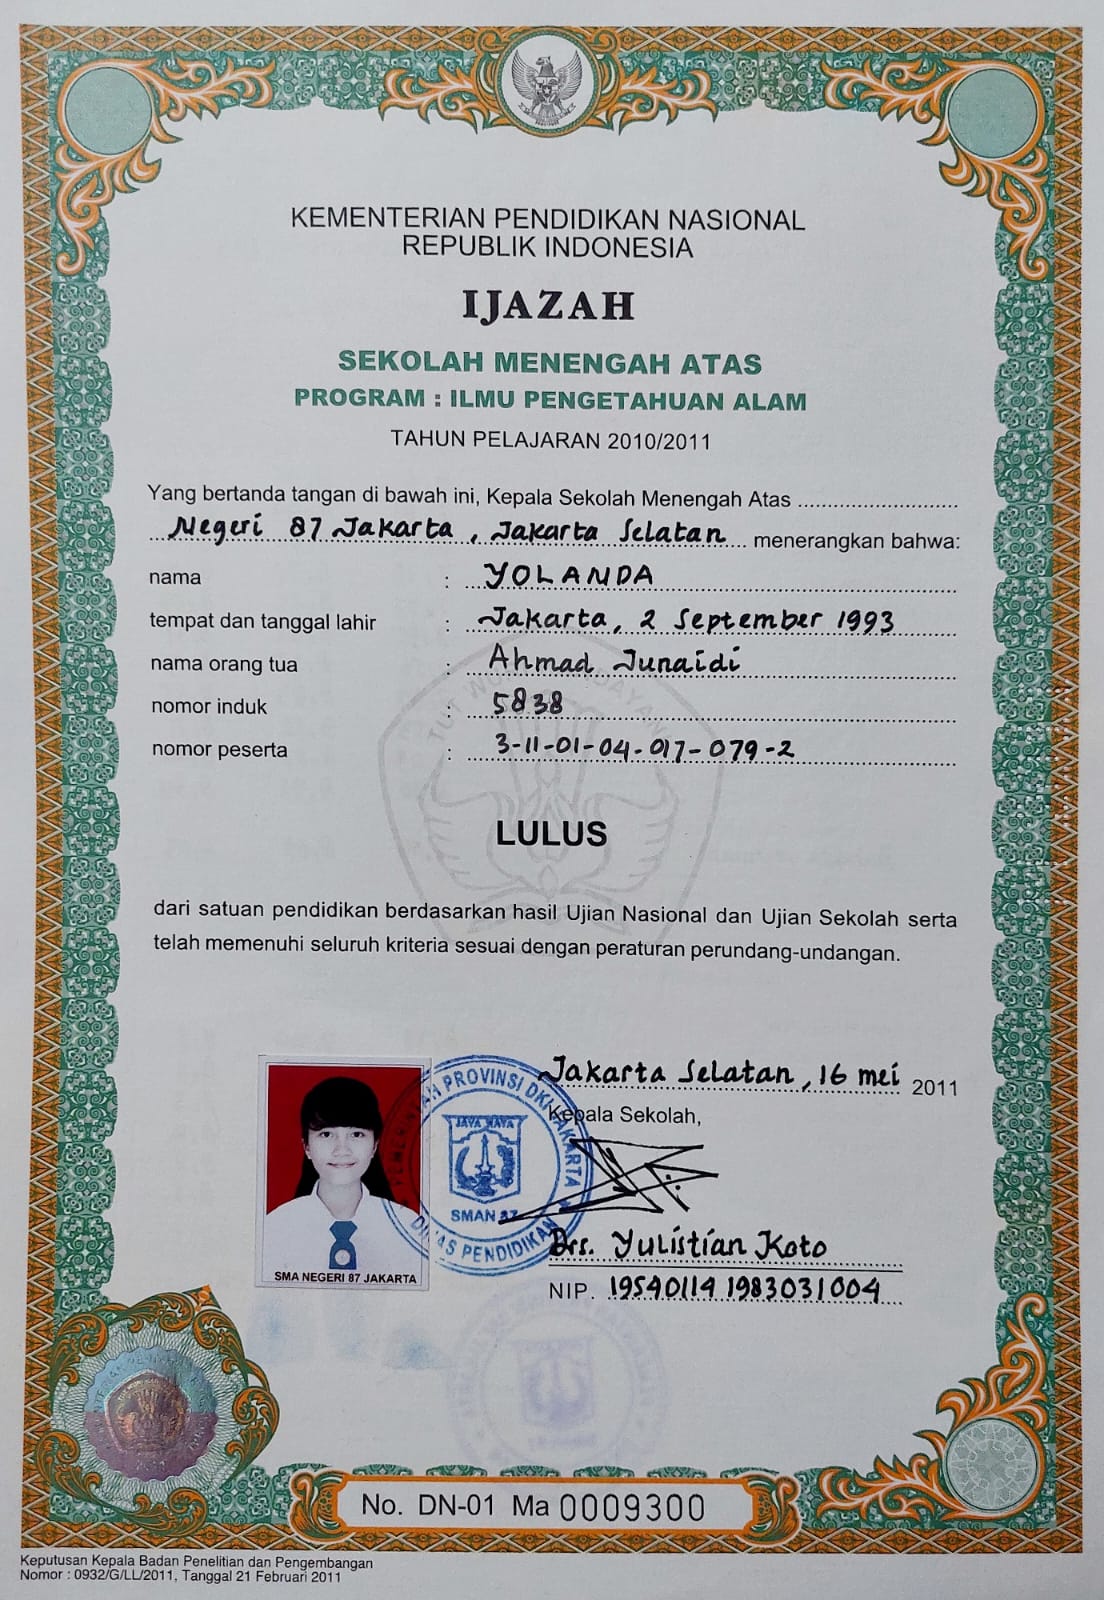 KEMENTERIAN PENDIDIKAN NASIONAL
REPUBLIK INDONESIA
IJAZAH
SEKOLAH MENENGAH ATAS
PROGRAM : ILMU PENGETAHUAN ALAM
TAHUN PELAJARAN 2010/2011
Yang bertanda tangan di bawah ini, Kepala Sekolah Menengah Atas
Negeri 87 Jakarta, Jakarta Selatan menerangkan bahwa:
nama : YOLANDA
tempat dan tanggal lahir : Jakarta, 2 September 1993
nama orang tua : Ahmad Junaidi
nomor induk : 5838
nomor peserta : 3-11-01-04-017-079-2
LULUS
dari satuan pendidikan berdasarkan hasil Ujian Nasional dan Ujian Sekolah serta
telah memenuhi seluruh kriteria sesuai dengan peraturan perundang-undangan.
Jakarta Selatan, 16 mei 2011
Kepala Sekolah,
PEMERINTAH PROVINSI DKI JAKARTA
JAYA RAYA
SMAN 87
DINAS PENDIDIKAN
Drs. Yulistian Koto
NIP. 19540114 1983031004
SMA NEGERI 87 JAKARTA
No. DN-01 Ma 0009300
Keputusan Kepala Badan Penelitian dan Pengembangan
Nomor : 0932/G/LL/2011, Tanggal 21 Februari 2011